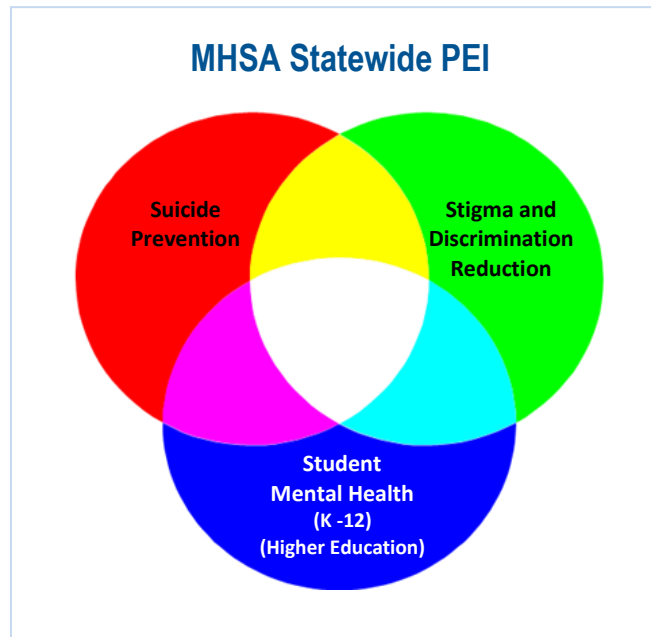 MHSA Statewide PEI
Suicide
Prevention
Stigma and
Discrimination
Reduction
Student
Mental Health
(K -12)
(Higher Education)